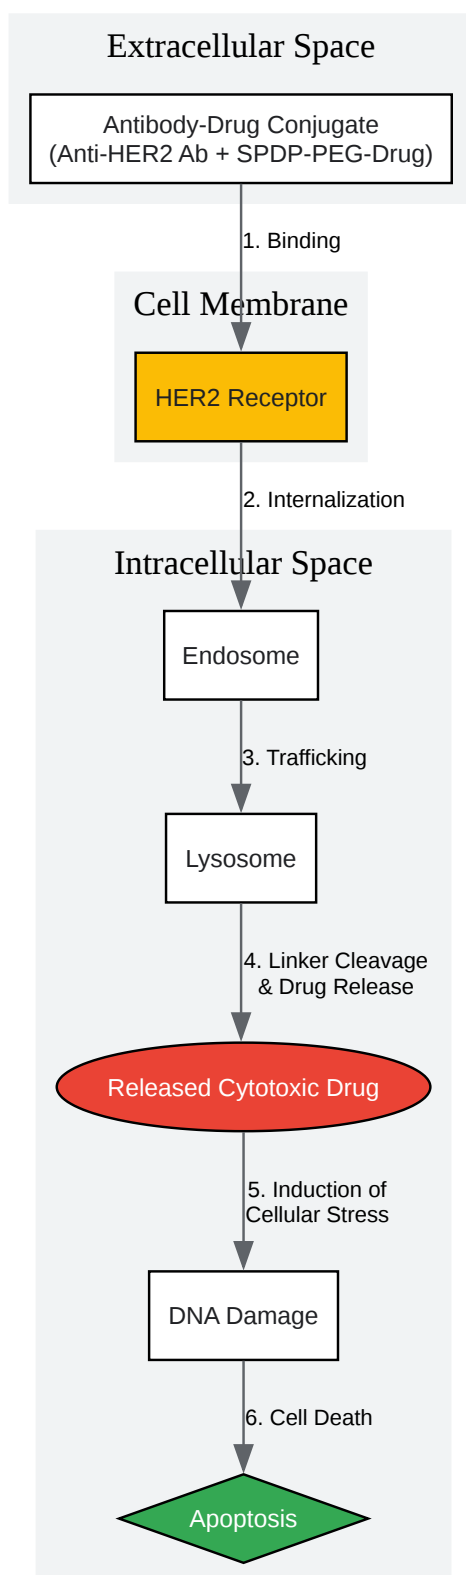 Extracellular Space
Antibody-Drug Conjugate
(Anti-HER2 Ab + SPDP-PEG-Drug)
1. Binding
Cell Membrane
HER2 Receptor
2. Internalization
Intracellular Space
Endosome
3. Trafficking
Lysosome
4. Linker Cleavage
& Drug Release
Released Cytotoxic Drug
5. Induction of
Cellular Stress
DNA Damage
6. Cell Death
Apoptosis